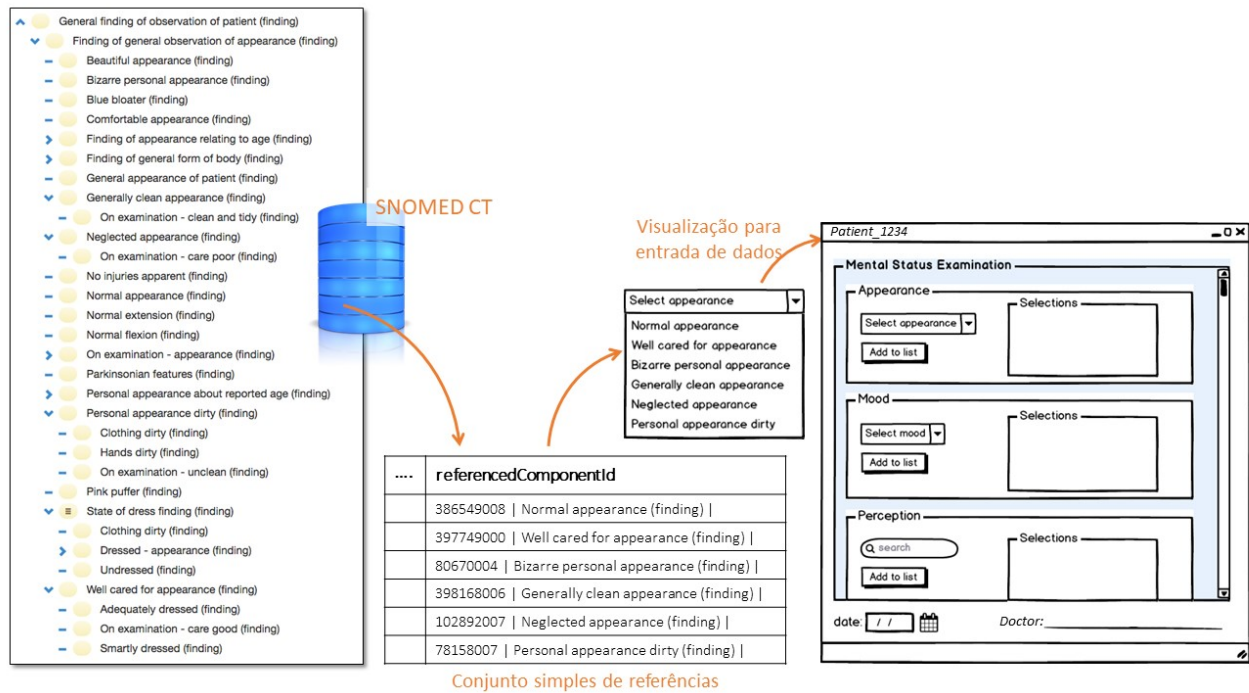 General finding of observation of patient (finding)
Finding of general observation of appearance (finding)
Beautiful appearance (finding)
Bizarre personal appearance (finding)
Blue bloater (finding)
Comfortable appearance (finding)
Finding of appearance relating to age (finding)
Finding of general form of body (finding)
General appearance of patient (finding)
Generally clean appearance (finding)
On examination - clean and tidy (finding)
Neglected appearance (finding)
On examination - care poor (finding)
No injuries apparent (finding)
Normal appearance (finding)
Normal extension (finding)
Normal flexion (finding)
On examination - appearance (finding)
Parkinsonian features (finding)
Personal appearance about reported age (finding)
Personal appearance dirty (finding)
Clothing dirty (finding)
Hands dirty (finding)
On examination - unclean (finding)
Pink puffer (finding)
State of dress finding (finding)
Clothing dirty (finding)
Dressed - appearance (finding)
Undressed (finding)
Well cared for appearance (finding)
Adequately dressed (finding)
On examination - care good (finding)
Smartly dressed (finding)
SNOMED CT
.... referencedComponentId
386549008 | Normal appearance (finding) |
397749000 | Well cared for appearance (finding) |
80670004 | Bizarre personal appearance (finding) |
398168006 | Generally clean appearance (finding) |
102892007 | Neglected appearance (finding) |
78158007 | Personal appearance dirty (finding) |
Conjunto simples de referências
Visualização para
entrada de dados
Select appearance
Normal appearance
Well cared for appearance
Bizarre personal appearance
Generally clean appearance
Neglected appearance
Personal appearance dirty
Patient_1234
Mental Status Examination
Appearance
Selections
Select appearance
Add to list
Mood
Selections
Select mood
Add to list
Perception
Selections
search
Add to list
date: / /
Doctor: